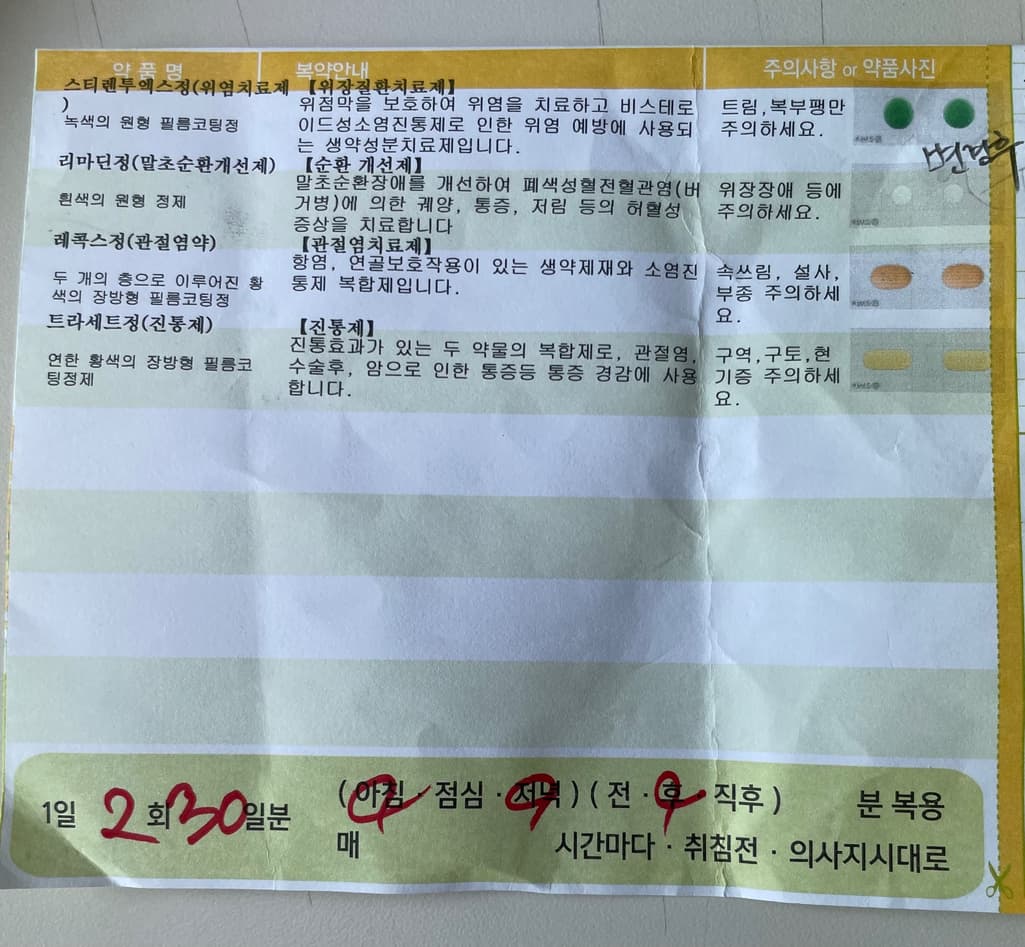 약 품 명 복약안내 주의사항 or 약품사진
스티렌투엑스정(위염치료제
)
녹색의 원형 필름코팅정
【위장질환치료제】
위점막을 보호하여 위염을 치료하고 비스테로
이드성소염진통제로 인한 위염 예방에 사용되
는 생약성분치료제입니다.
트림,복부팽만
주의하세요.
리마딘정(말초순환개선제)
흰색의 원형 정제
【순환 개선제】
말초순환장애를 개선하여 폐색성혈전혈관염(버
거병)에 의한 궤양, 통증, 저림 등의 허혈성
증상을 치료합니다
위장장애 등에
주의하세요.
레콕스정(관절염약)
두 개의 층으로 이루어진 황
색의 장방형 필름코팅정
【관절염치료제】
항염, 연골보호작용이 있는 생약제재와 소염진
통제 복합제입니다.
속쓰림, 설사,
부종 주의하세
요.
트라세트정(진통제)
연한 황색의 장방형 필름코
팅정제
【진통제】
진통효과가 있는 두 약물의 복합제로, 관절염,
수술후, 암으로 인한 통증등 통증 경감에 사용
합니다.
구역,구토,현
기증 주의하세
요.
1일 2회 30일분 (아침 · 점심 · 저녁) ( 전 · 후 · 직후 ) 분 복용
매 시간마다 · 취침전 · 의사지시대로